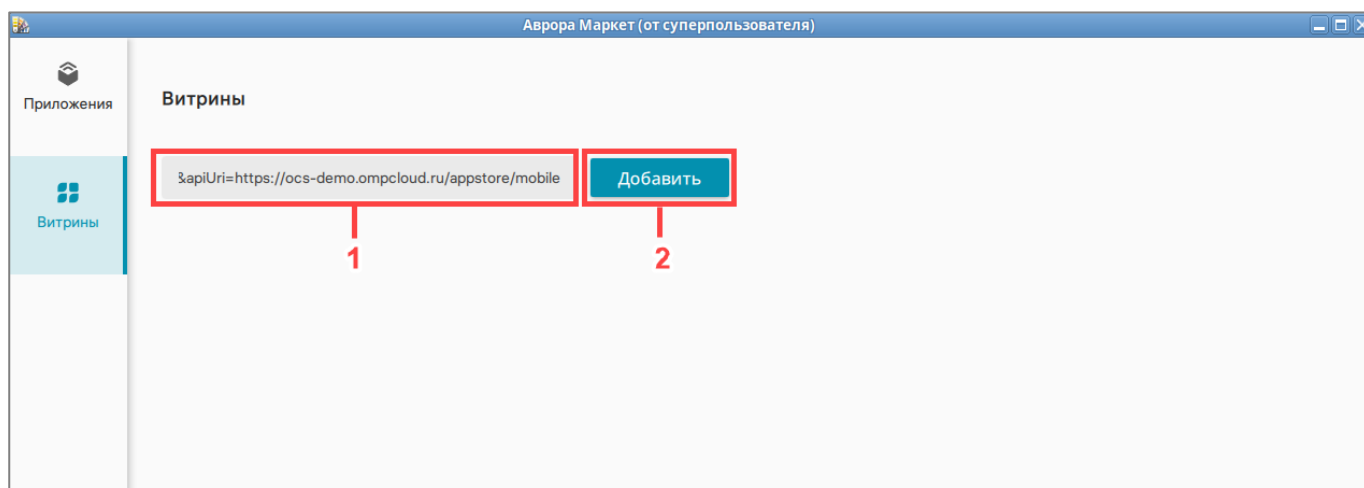 Аврора Маркет (от суперпользователя)
Приложения
Витрины
&apiUri=https://ocs-demo.ompcloud.ru/appstore/mobile
Добавить
Витрины
1
2